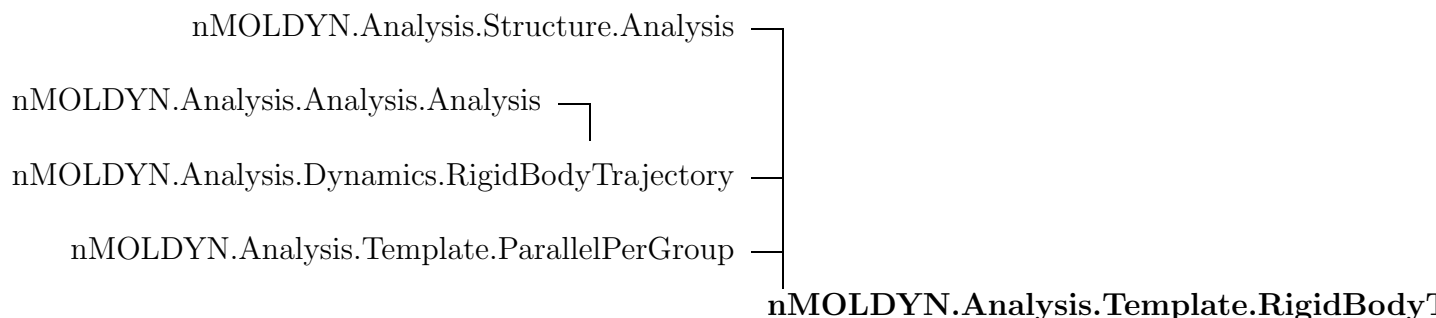 nMOLDYN.Analysis.Structure.Analysis
nMOLDYN.Analysis.Analysis.Analysis
nMOLDYN.Analysis.Dynamics.RigidBodyTrajectory
nMOLDYN.Analysis.Template.ParallelPerGroup
nMOLDYN.Analysis.Template.RigidBodyT